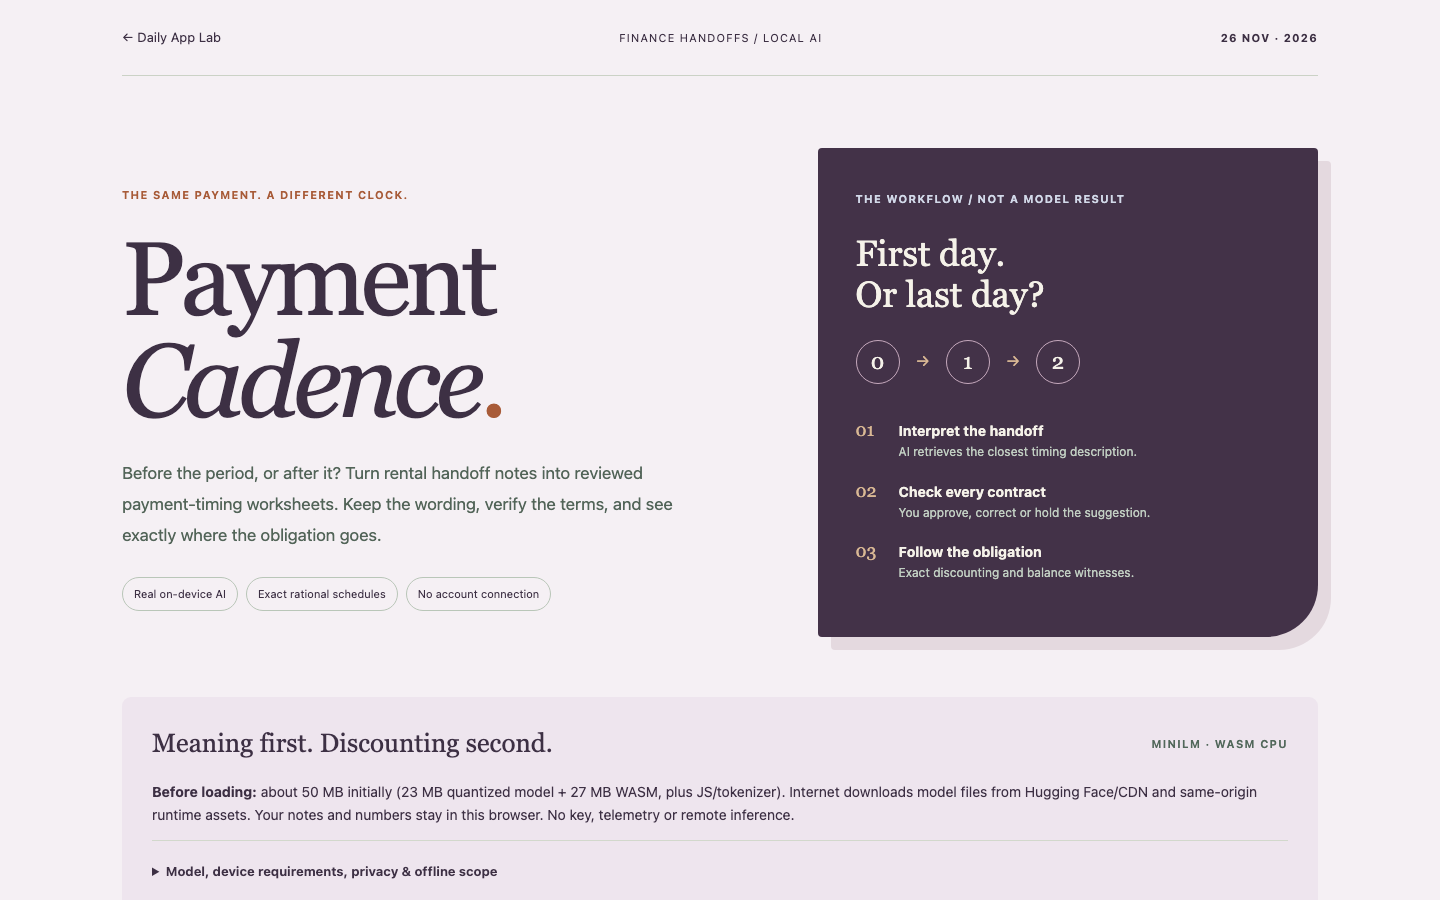 ← Daily App Lab
FINANCE HANDOFFS / LOCAL AI
26 NOV · 2026
THE SAME PAYMENT. A DIFFERENT CLOCK.
Payment
Cadence.
Before the period, or after it? Turn rental handoff notes into reviewed
payment-timing worksheets. Keep the wording, verify the terms, and see
exactly where the obligation goes.
Real on-device AI
Exact rational schedules
No account connection
THE WORKFLOW / NOT A MODEL RESULT
First day.
Or last day?
0 → 1 → 2
01 Interpret the handoff
AI retrieves the closest timing description.
02 Check every contract
You approve, correct or hold the suggestion.
03 Follow the obligation
Exact discounting and balance witnesses.
Meaning first. Discounting second.
MINILM · WASM CPU
Before loading: about 50 MB initially (23 MB quantized model + 27 MB WASM, plus JS/tokenizer). Internet downloads model files from Hugging Face/CDN and same-origin
runtime assets. Your notes and numbers stay in this browser. No key, telemetry or remote inference.
▶ Model, device requirements, privacy & offline scope